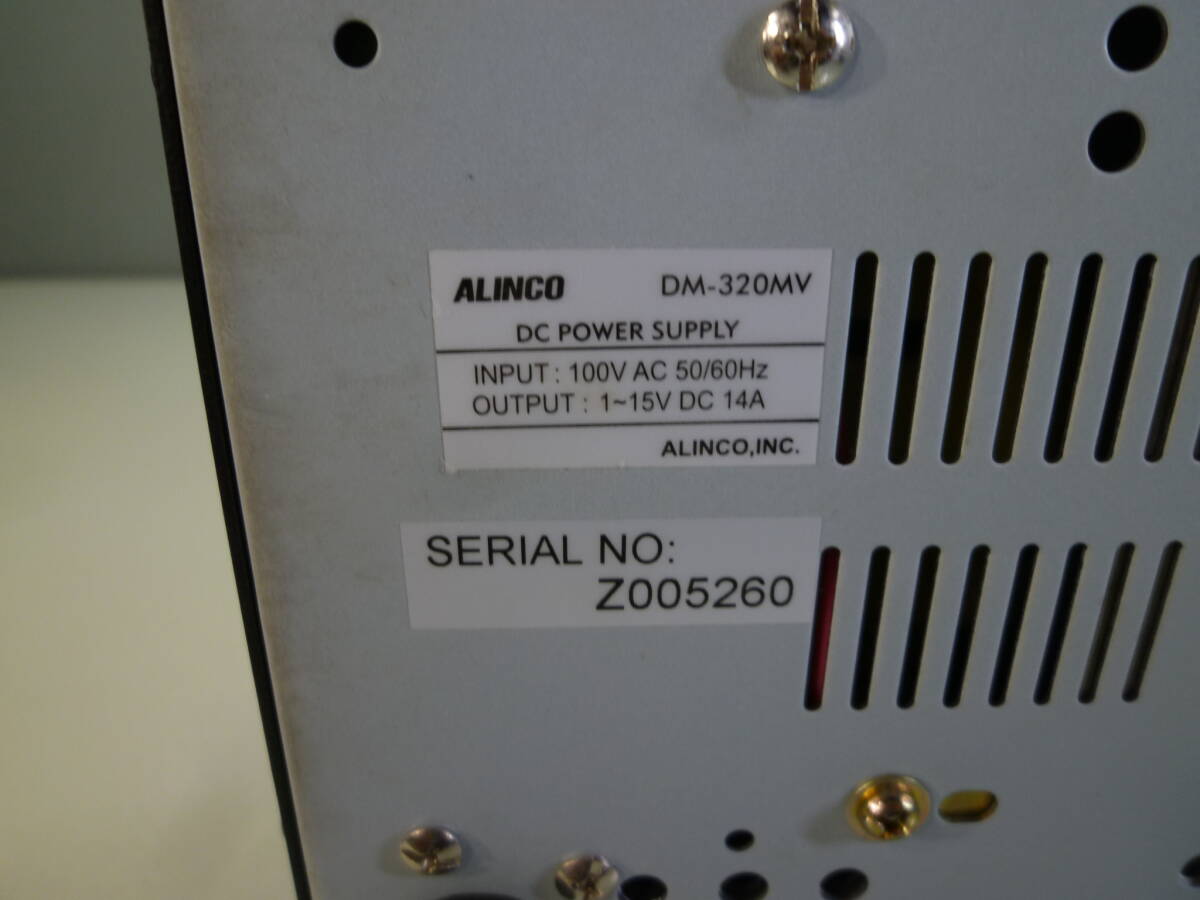 ALINCO DM-320MV
DC POWER SUPPLY
INPUT : 100V AC 50/60Hz
OUTPUT : 1~15V DC 14A
ALINCO,INC.
SERIAL NO:
Z005260